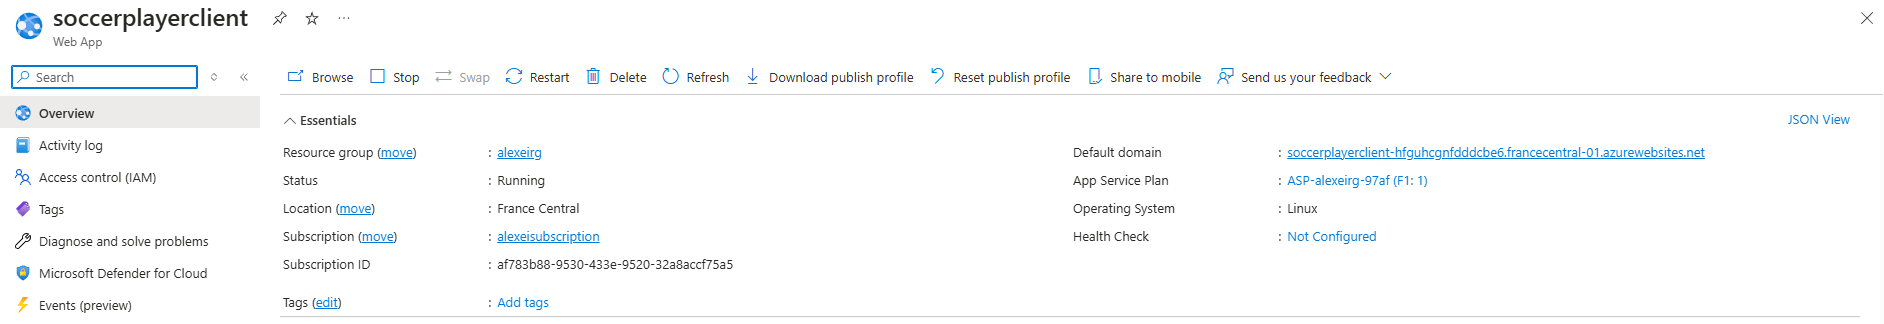 soccerplayerclient
Web App
Search
Browse Stop Swap Restart Delete Refresh Download publish profile Reset publish profile Share to mobile Send us your feedback
Overview
Activity log
Access control (IAM)
Tags
Diagnose and solve problems
Microsoft Defender for Cloud
Events (preview)
Essentials
JSON View
Resource group (move) : alexeirg
Status : Running
Location (move) : France Central
Subscription (move) : alexeisubscription
Subscription ID : af783b88-9530-433e-9520-32a8accf75a5
Tags (edit) : Add tags
Default domain : soccerplayerclient-hfguhcgnfdddcbe6.francecentral-01.azurewebsites.net
App Service Plan : ASP-alexeirg-97af (F1: 1)
Operating System : Linux
Health Check : Not Configured